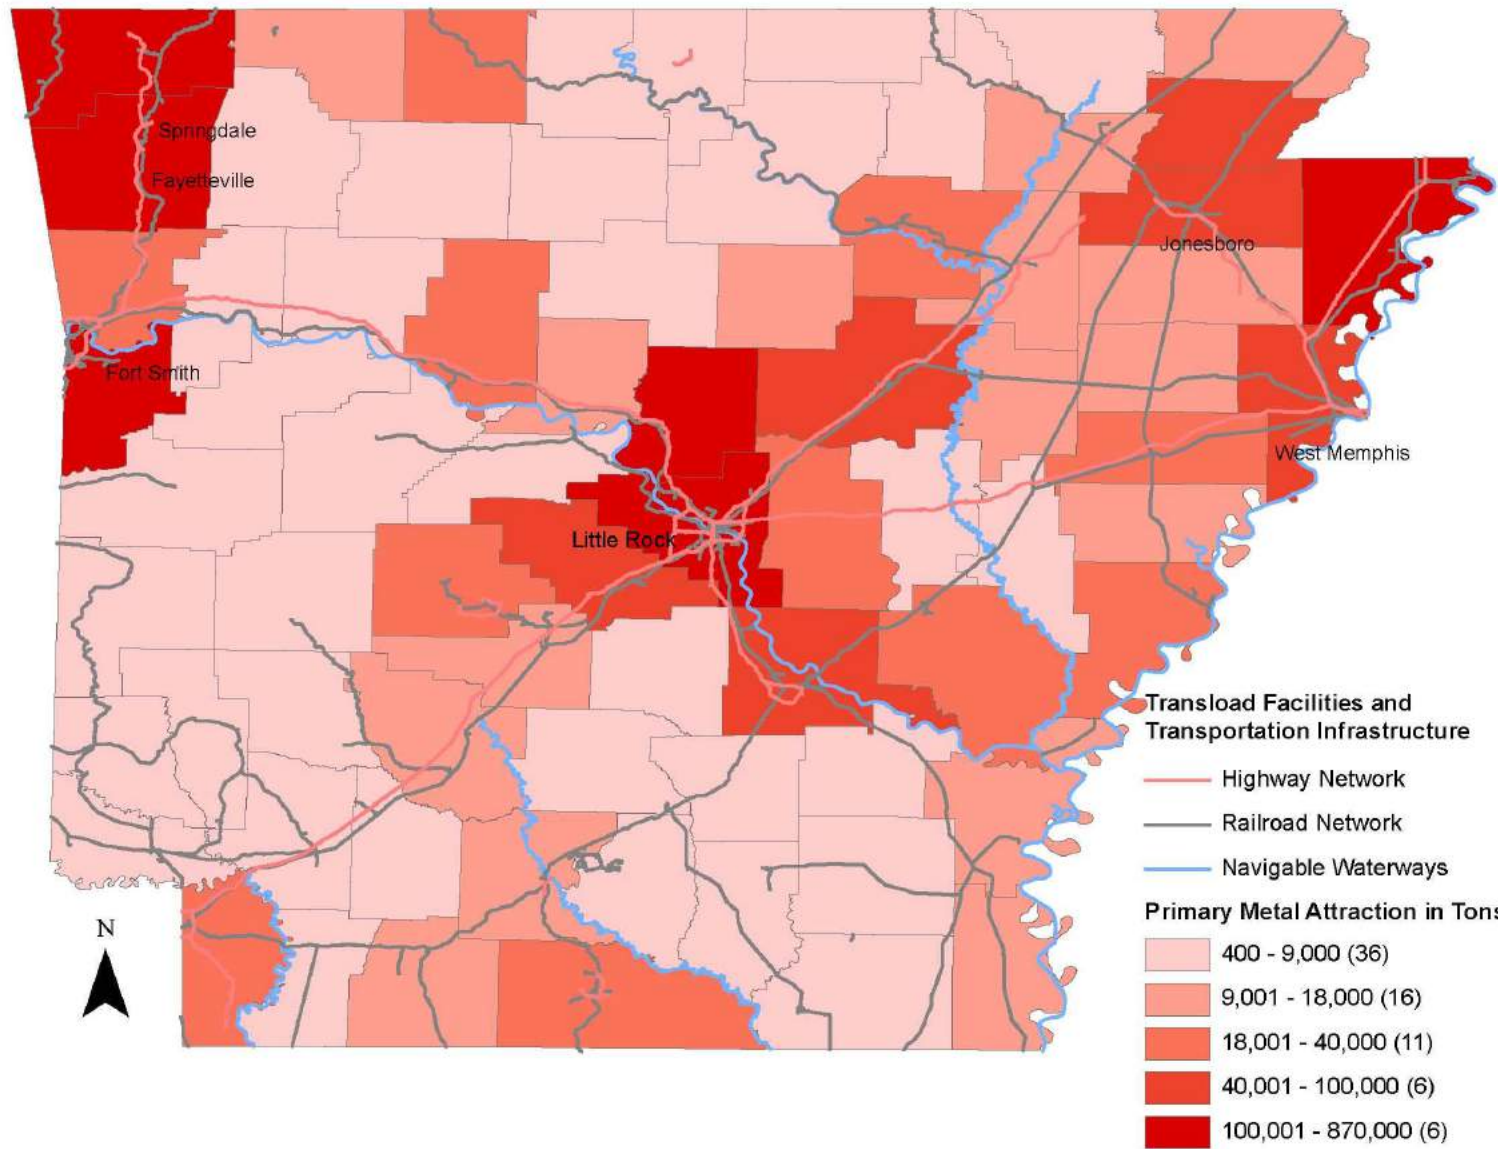 Springdale
Fayetteville
Jonesboro
Fort Smith
West Memphis
Little Rock
Transload Facilities and
Transportation Infrastructure
Highway Network
Railroad Network
Navigable Waterways
N
Primary Metal Attraction in Tons
400 - 9,000 (36)
9,001 - 18,000 (16)
18,001 - 40,000 (11)
40,001 - 100,000 (6)
100,001 - 870,000 (6)